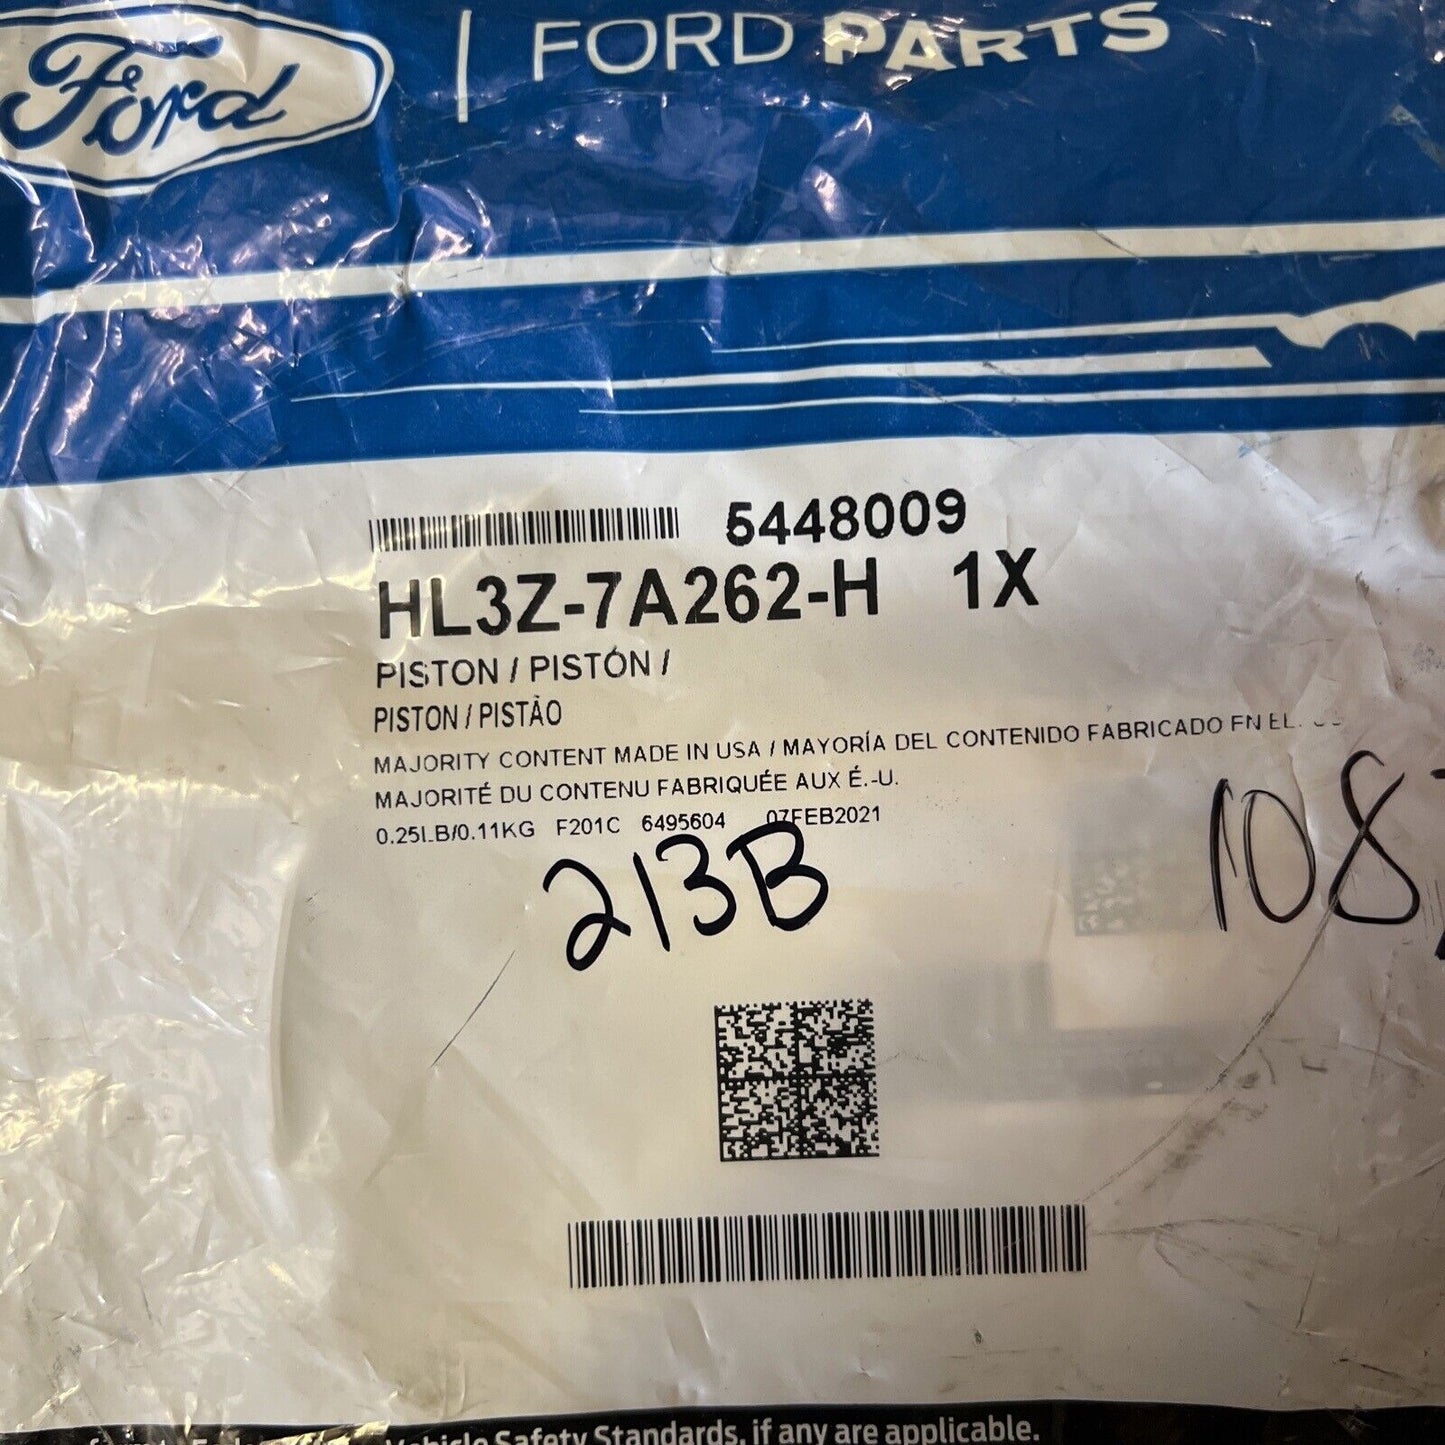 Ford | FORD PARTS
5448009
HL3Z-7A262-H 1X
PISTON / PISTÓN /
PISTON / PISTÃO
MAJORITY CONTENT MADE IN USA / MAYORÍA DEL CONTENIDO FABRICADO EN EE.
MAJORITÉ DU CONTENU FABRIQUÉE AUX É.-U.
0.25LB/0.11KG F201C 6495604 07FEB2021
213B
108
Vehicle Safety Standards, if any are applicable.